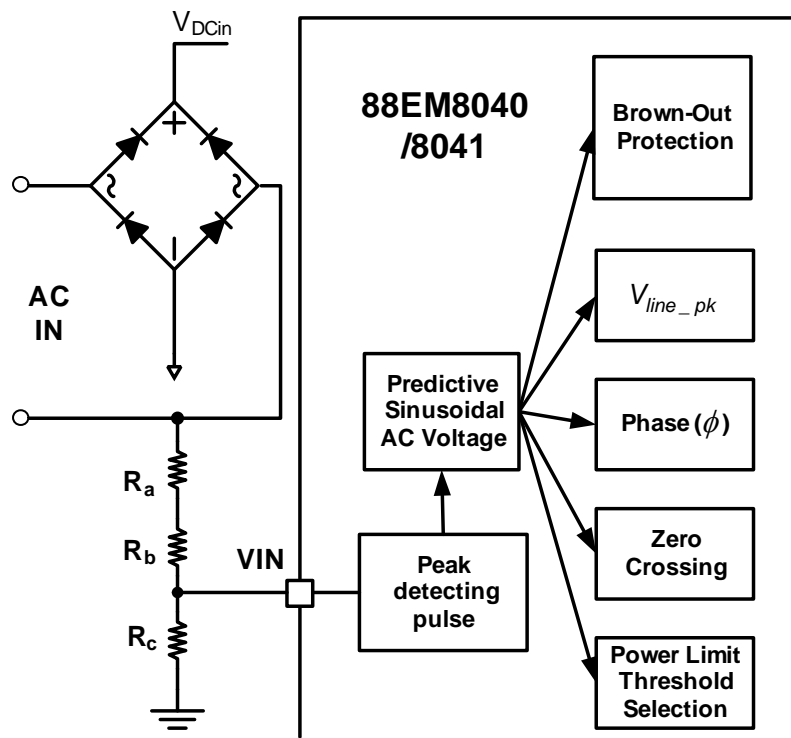 V_DCin
88EM8040
/8041
Brown-Out
Protection
+
~
~
−
AC
IN
V_line_pk
Predictive
Sinusoidal
AC Voltage
Phase(ϕ)
R_a
R_b
VIN
Peak
detecting
pulse
Zero
Crossing
R_c
Power Limit
Threshold
Selection